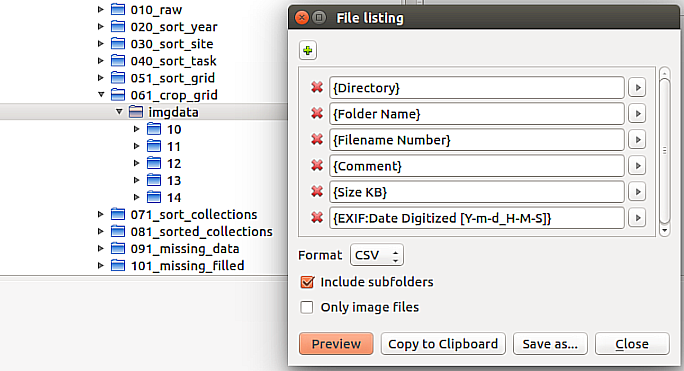 010_raw
020_sort_year
030_sort_site
040_sort_task
051_sort_grid
061_crop_grid
imgdata
10
11
12
13
14
071_sort_collections
081_sorted_collections
091_missing_data
101_missing_filled
File listing
{Directory}
{Folder Name}
{Filename Number}
{Comment}
{Size KB}
{EXIF:Date Digitized [Y-m-d_H-M-S]}
Format CSV
Include subfolders
Only image files
Preview Copy to Clipboard Save as... Close